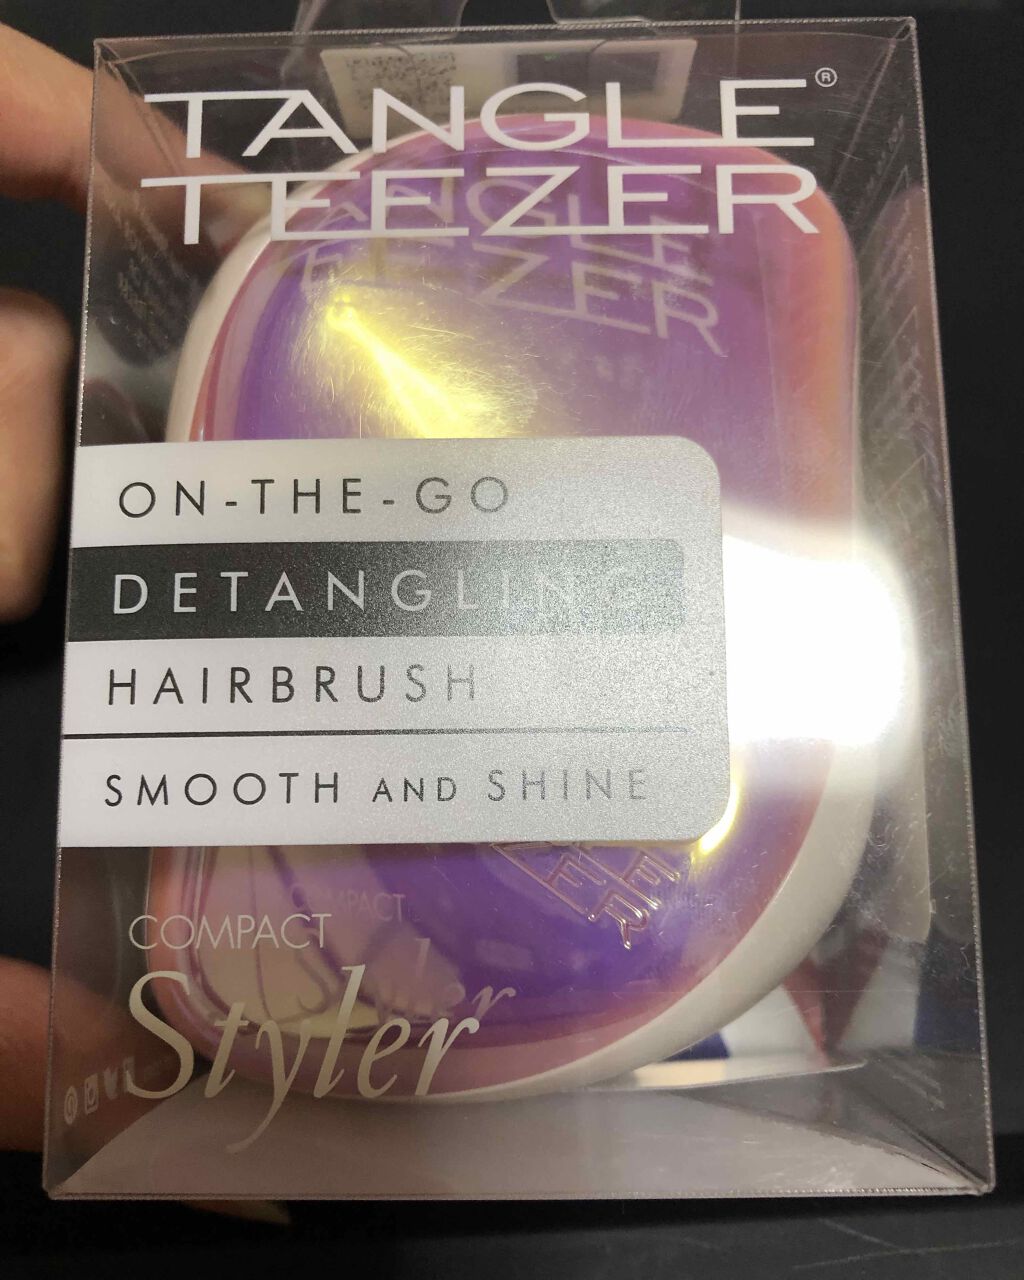 TANGLE®
TEEZER
ON-THE-GO
DETANGLING
HAIRBRUSH
SMOOTH AND SHINE
COMPACT
Styler